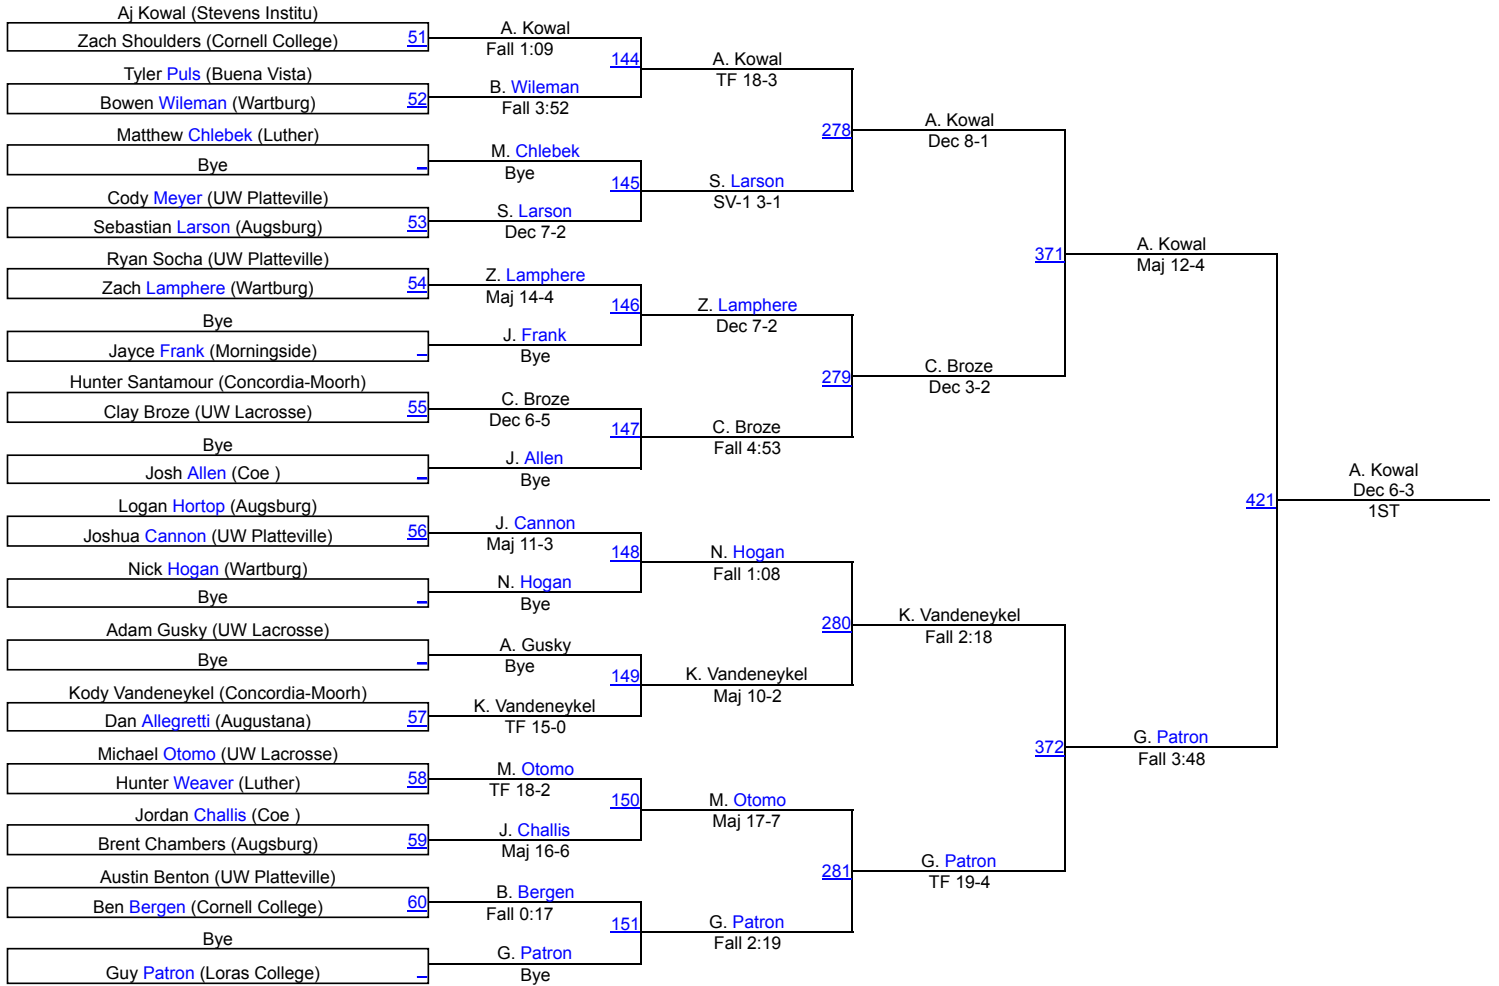 Aj Kowal (Stevens Institu)
Zach Shoulders (Cornell College) 51
Tyler Puls (Buena Vista)
Bowen Wileman (Wartburg) 52
Matthew Chlebek (Luther)
Bye _
Cody Meyer (UW Platteville)
Sebastian Larson (Augsburg) 53
Ryan Socha (UW Platteville)
Zach Lamphere (Wartburg) 54
Bye
Jayce Frank (Morningside) _
Hunter Santamour (Concordia-Moorh)
Clay Broze (UW Lacrosse) 55
Bye
Josh Allen (Coe ) _
Logan Hortop (Augsburg)
Joshua Cannon (UW Platteville) 56
Nick Hogan (Wartburg)
Bye _
Adam Gusky (UW Lacrosse)
Bye _
Kody Vandeneykel (Concordia-Moorh)
Dan Allegretti (Augustana) 57
Michael Otomo (UW Lacrosse)
Hunter Weaver (Luther) 58
Jordan Challis (Coe )
Brent Chambers (Augsburg) 59
Austin Benton (UW Platteville)
Ben Bergen (Cornell College) 60
Bye
Guy Patron (Loras College) _
A. Kowal
Fall 1:09
144
B. Wileman
Fall 3:52
M. Chlebek
Bye
145
S. Larson
Dec 7-2
Z. Lamphere
Maj 14-4
146
J. Frank
Bye
C. Broze
Dec 6-5
147
J. Allen
Bye
J. Cannon
Maj 11-3
148
N. Hogan
Bye
A. Gusky
Bye
149
K. Vandeneykel
TF 15-0
M. Otomo
TF 18-2
150
J. Challis
Maj 16-6
B. Bergen
Fall 0:17
151
G. Patron
Bye
A. Kowal
TF 18-3
278
S. Larson
SV-1 3-1
Z. Lamphere
Dec 7-2
279
C. Broze
Fall 4:53
N. Hogan
Fall 1:08
280
K. Vandeneykel
Maj 10-2
M. Otomo
Maj 17-7
281
G. Patron
Fall 2:19
A. Kowal
Dec 8-1
371
C. Broze
Dec 3-2
K. Vandeneykel
Fall 2:18
372
G. Patron
TF 19-4
A. Kowal
Maj 12-4
421
G. Patron
Fall 3:48
A. Kowal
Dec 6-3
1ST